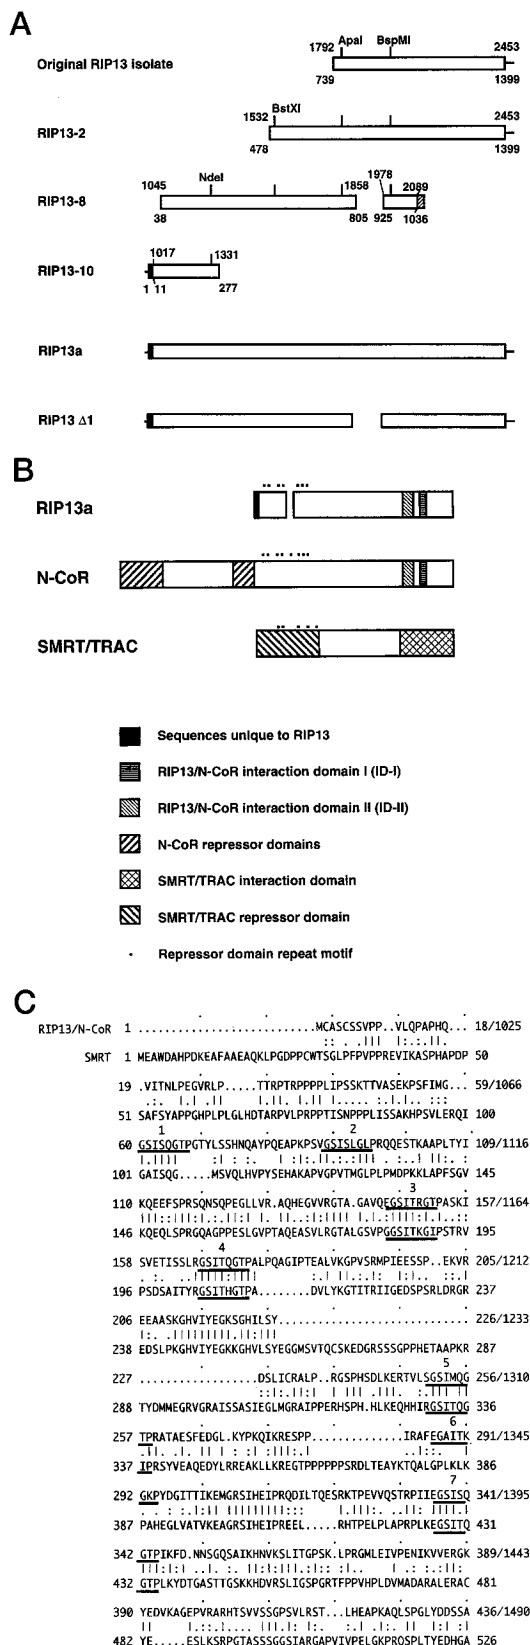 A
1792 ApaI BspMI 2453
Original RIP13 isolate
739 1399
BstXI
1532 2453
RIP13-2
478 1399
NdeI 1978
1045 1858 2089
RIP13-8
38 805 925 1036
1017 1331
RIP13-10
1 11 277
RIP13a
RIP13 Δ1
B
RIP13a
N-CoR
SMRT/TRAC
Sequences unique to RIP13
RIP13/N-CoR interaction domain I (ID-I)
RIP13/N-CoR interaction domain II (ID-II)
N-CoR repressor domains
SMRT/TRAC interaction domain
SMRT/TRAC repressor domain
Repressor domain repeat motif
C
RIP13/N-CoR 1 ......................MCASCSSVPP..VLQPAPHQ... 18/1025
SMRT 1 MEAWDAHPDKEAFAAEAQKLPGDPPCWTSGLPFPVPPREVIKASPHAPDP 50
19 .VITNLPEGVRLP.....TTRPTRPPPPLIPSSKTTVASEKPSFIMG... 59/1066
51 SAFSYAPPGHPLPLGLHDTARPVLPRPPTISNPPPLISSAKHPSVLERQI 100
1 2
60 GSISQGTPGTYLSSHNQAYPQEAPKPSVGSISLGLPRQQESTKAAPLTYI 109/1116
101 GAISQG.....MSVQLHVPYSEHAKAPVGPVTMGLPLPMDPKKLAPFSGV 145
3
110 KQEEFSPRSQNSQPEGLLVR.AQHEGVVRGTA.GAVQEGSITRGTPASKI 157/1164
146 KQEQLSPRGQAGPPESLGVPTAQEASVLRGTALGSVPGGSITKGIPSTRV 195
4
158 SVETISSLRGSITQGTPALPQAGIPTEALVKGPVSRMPIEESSP..EKVR 205/1212
196 PSDSAITYRGSITHGTPA........DVLYKGTITRIIGEDSPSRLDRGR 237
206 EEAASKGHVIYEGKSGHILSY............................. 226/1233
238 EDSLPKGHVIYEGKKGHVLSYEGGMSVTQCSKEDGRSSSGPPHETAAPKR 287
5
227 ..............DSLICRALP..RGSPHSDLKERTVLSGSIMQG 256/1310
288 TYDMMEGRVGRAISSASIEGLMGRAIPPERHSPH.HLKEQHHIRGSITQG 336
6
257 TPRATAESFEDGL.KYPKQIKRESPP............IRAFEGAITK 291/1345
337 IPRSYVEAQEDYLRREAKLLKREGTPPPPPPSRDLTEAYKTQALGPLKLK 386
7
292 GKPYDGITTIKEMGRSIHEIPRQDILTQESRKTPEVVQSTRPIIEGSISQ 341/1395
387 PAHEGLVATVKEAGRSIHEIPREEL.....RHTPELPLAPRPLKEGSITQ 431
342 GTPIKFD.NNSGQSAIKHNVKSLITGPSK.LPRGMLEIVPENIKVVERGK 389/1443
432 GTPLKYDTGASTTGSKKHDVRSLIGSPGRTFPPVHPLDVMADARALERAC 481
390 YEDVKAGEPVRARHTSVVSSGPSVLRST..LHEAPKAQLSPGLYDDSSA 436/1490
482 YE.....ESLKSRPGTASSSGGSIARGAPVIVPELGKPRQSPLTYEDHGA 526